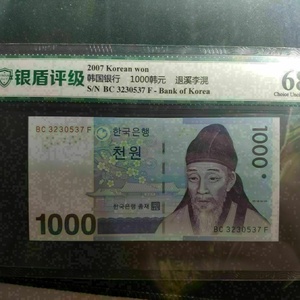 2007 Korean won
银盾评级
韩国银行 1000韩元 退溪李滉
S/N BC 3230537 F - Bank of Korea
68
BC 3230537 F
한국은행
천원
1000
한국은행 총재
1000
BC 3230537 F